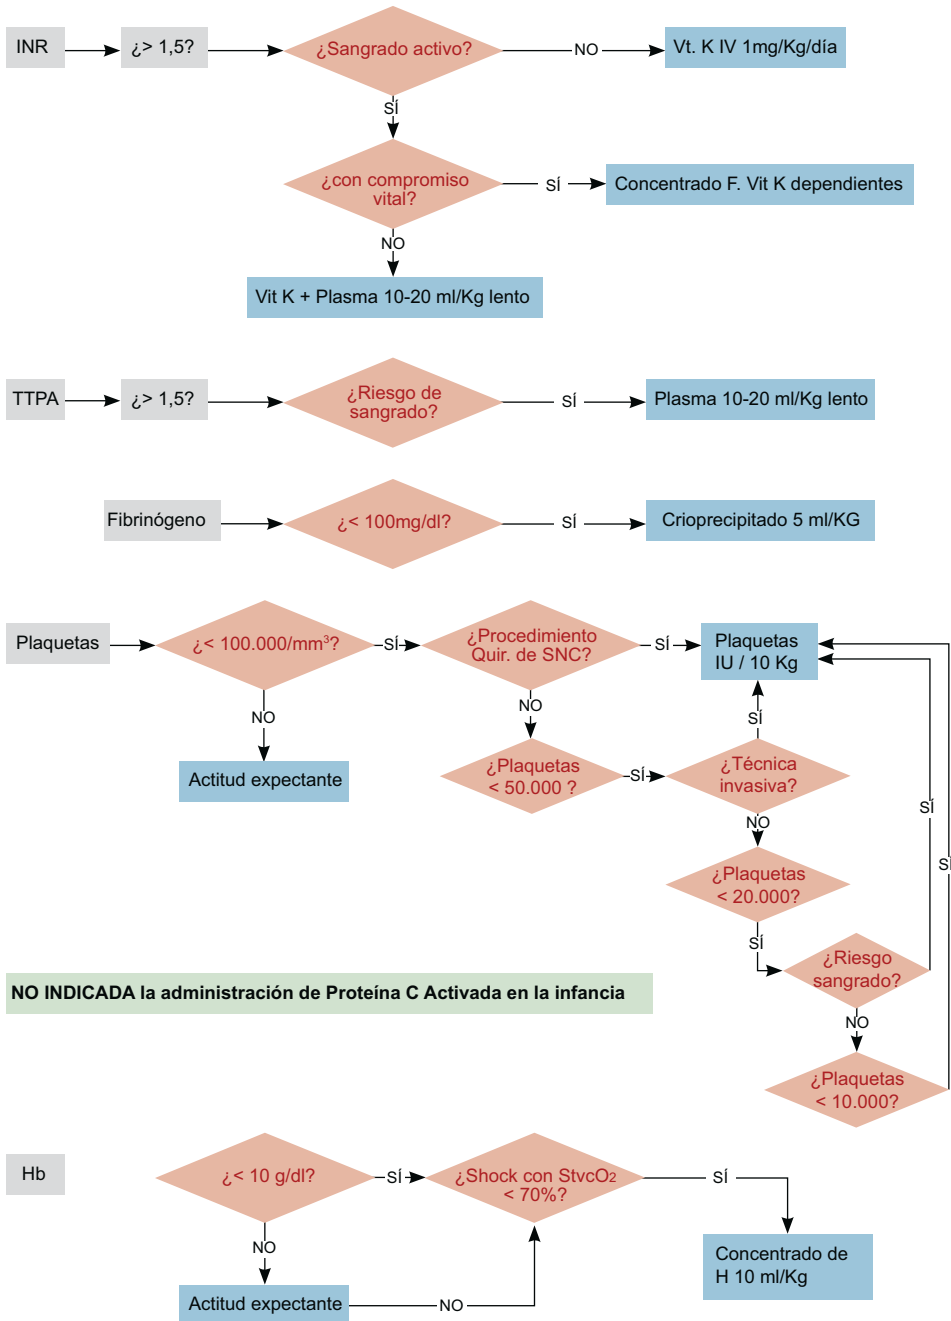 INR
¿> 1,5?
¿Sangrado activo?
NO
Vt. K IV 1mg/Kg/día
SÍ
¿con compromiso
vital?
SÍ
Concentrado F. Vit K dependientes
NO
Vit K + Plasma 10-20 ml/Kg lento
TTPA
¿> 1,5?
¿Riesgo de
sangrado?
SÍ
Plasma 10-20 ml/Kg lento
Fibrinógeno
¿< 100mg/dl?
SÍ
Crioprecipitado 5 ml/KG
Plaquetas
¿< 100.000/mm³?
SÍ
¿Procedimiento
Quir. de SNC?
SÍ
Plaquetas
IU / 10 Kg
NO
Actitud expectante
NO
¿Plaquetas
< 50.000 ?
SÍ
¿Técnica
invasiva?
SÍ
NO
¿Plaquetas
< 20.000?
SÍ
¿Riesgo
sangrado?
SÍ
NO
¿Plaquetas
< 10.000?
SÍ
NO INDICADA la administración de Proteína C Activada en la infancia
Hb
¿< 10 g/dl?
SÍ
¿Shock con StvcO2
< 70%?
SÍ
Concentrado de
H 10 ml/Kg
NO
Actitud expectante
NO